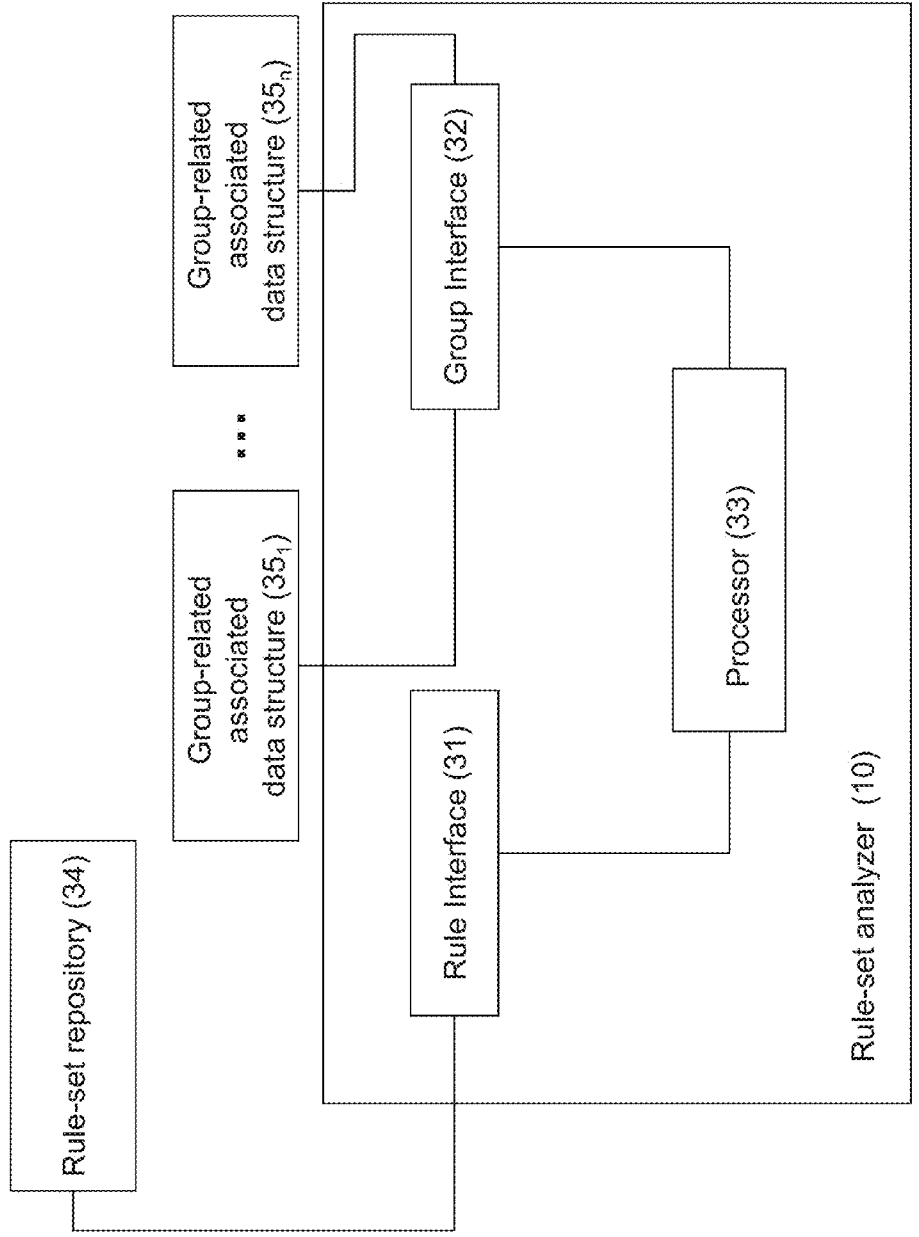 Rule-set repository (34)
Group-related
associated
data structure (35₁)
...
Group-related
associated
data structure (35ₙ)
Rule Interface (31)
Group Interface (32)
Processor (33)
Rule-set analyzer (10)